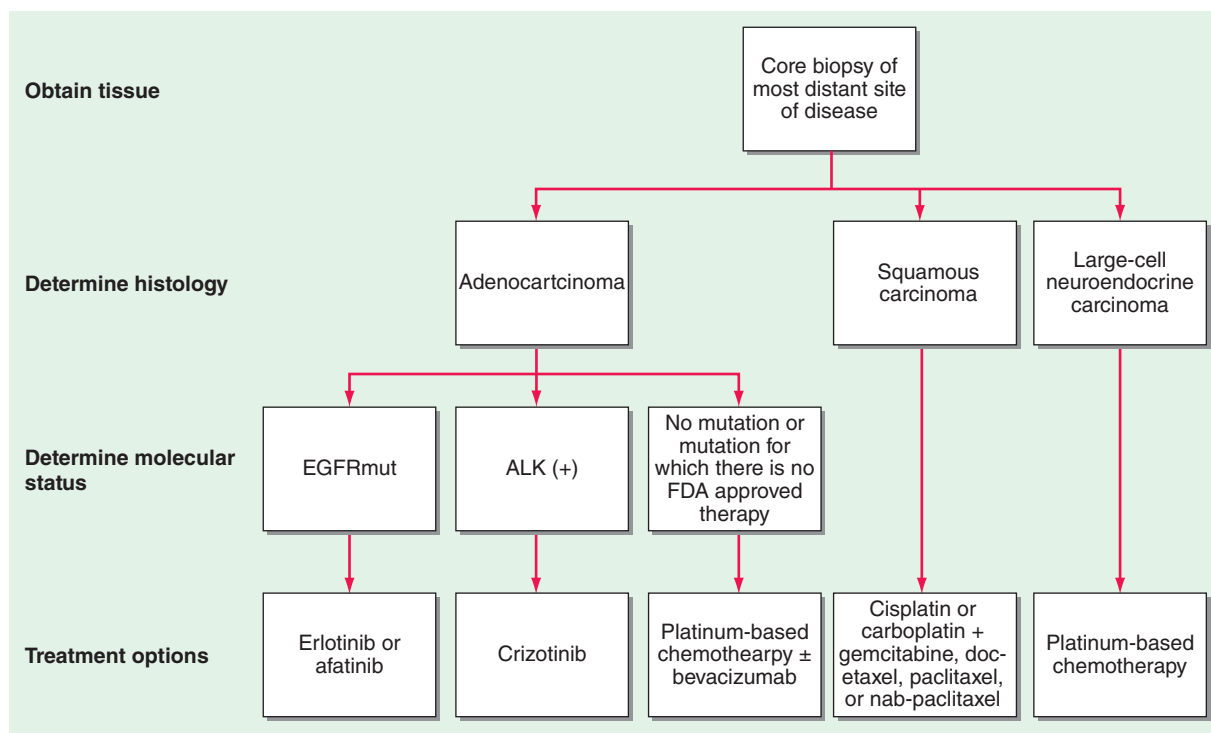 Obtain tissue
Core biopsy of
most distant site
of disease
Determine histology
Adenocartcinoma
Squamous
carcinoma
Large-cell
neuroendocrine
carcinoma
Determine molecular
status
EGFRmut
ALK (+)
No mutation or
mutation for
which there is no
FDA approved
therapy
Treatment options
Erlotinib or
afatinib
Crizotinib
Platinum-based
chemothearpy ±
bevacizumab
Cisplatin or
carboplatin +
gemcitabine, doc-
etaxel, paclitaxel,
or nab-paclitaxel
Platinum-based
chemotherapy